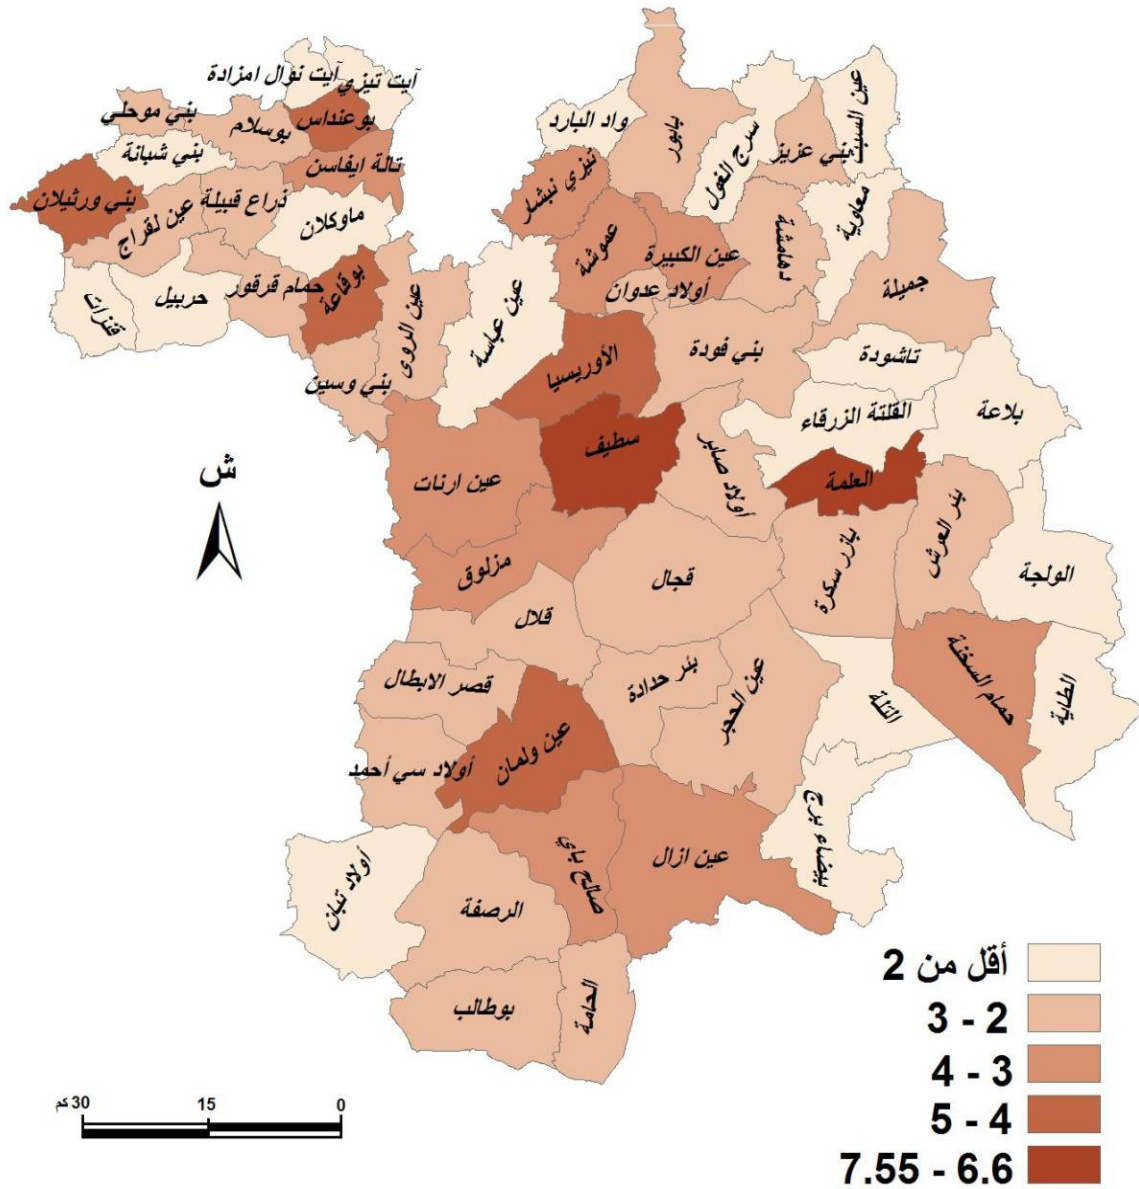 آيت نوال امزادة
آيت تيزي
بني موحلي
بوسلام
بوعنداس
بني شبانة
تالة ايفاسن
بني ورثيلان
عين لقراج
ذراع قبيلة
ماوكلان
قنزات
حربيل
حمام قرقور
بوقاعة
عين الروى
بني وسين
عين عباسة
واد البارد
بابور
سرج الغول
بني عزيز
عين السبت
معاوية
تيزي نبشار
عموشة
عين الكبيرة
أولاد عدوان
دهامشة
جميلة
الأوريسيا
بني فودة
تاشودة
القلتة الزرقاء
بلاعة
سطيف
أولاد صابر
العلمة
بئر العرش
الولجة
عين ارنات
مزلوق
قجال
بازر سكرة
ش
قلال
قصر الابطال
بئر حدادة
عين الحجر
التلة
حمام السخنة
الطاية
أولاد سي أحمد
عين ولمان
عين ازال
بيضاء برج
صالح باي
أولاد تبان
الرصفة
بوطالب
الحامة
أقل من 2
3 - 2
4 - 3
5 - 4
7.55 - 6.6
30 كم
15
0